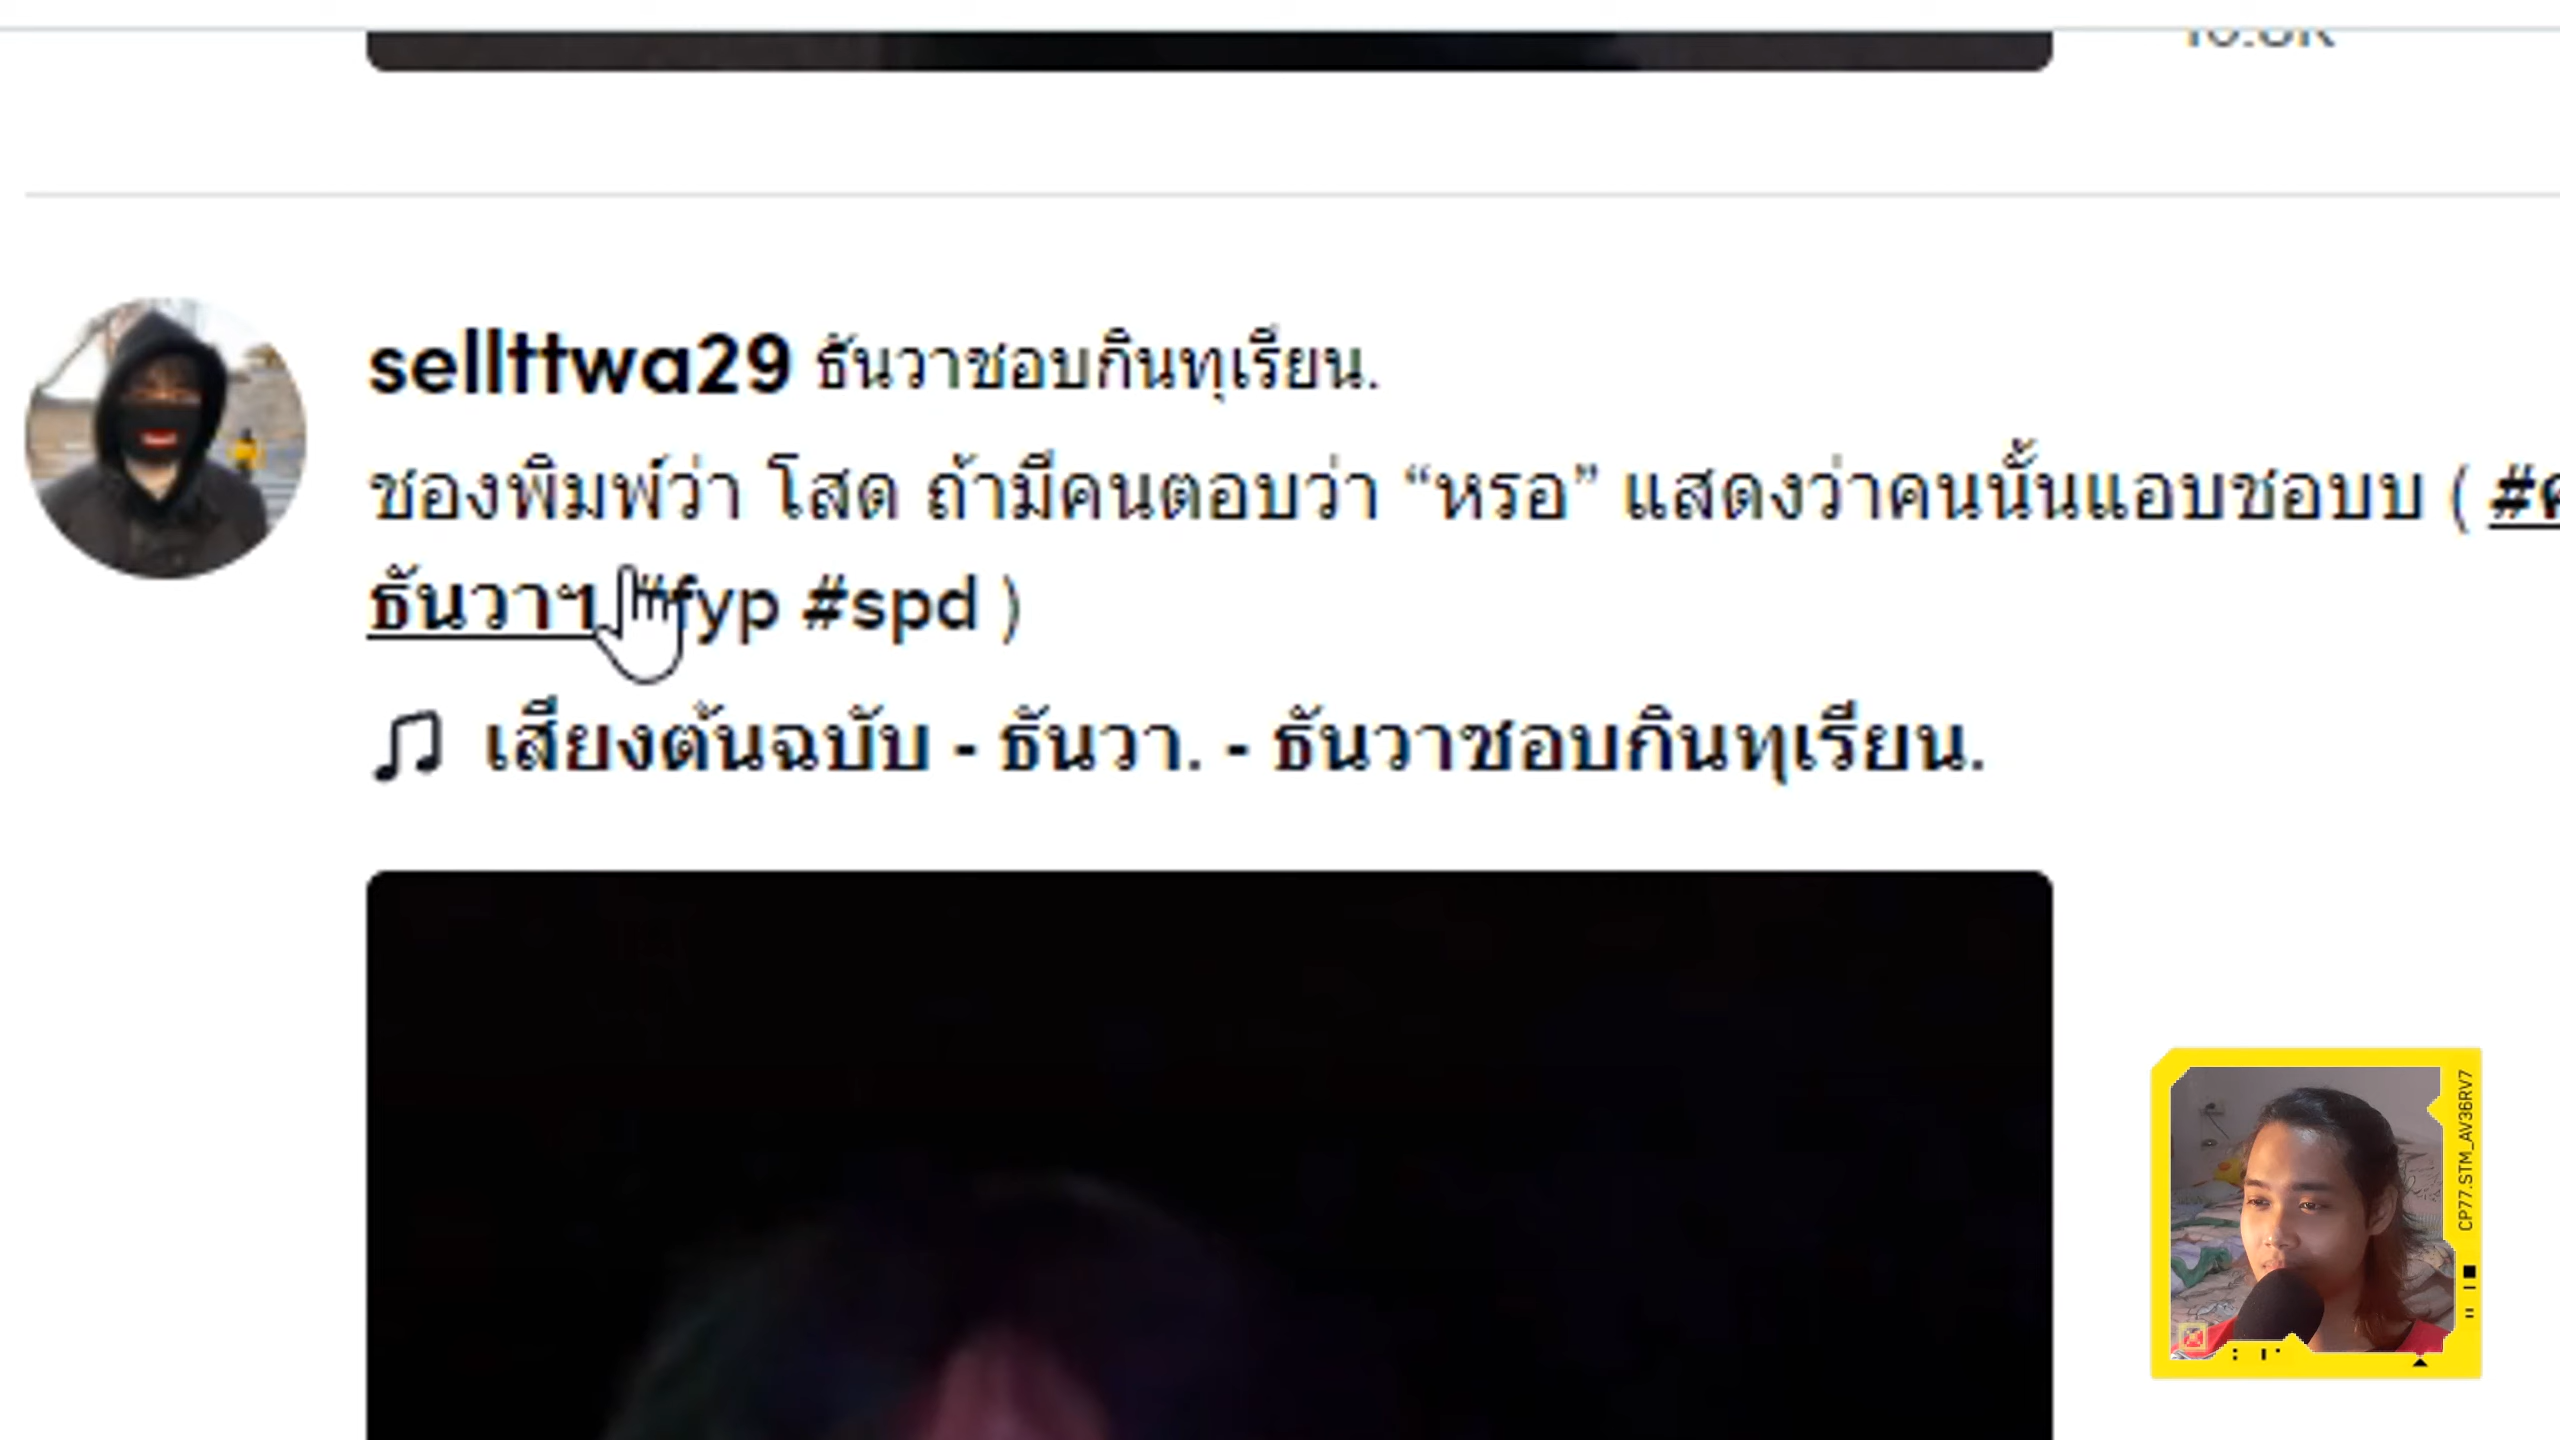 sellttwa29 ธันวาชอบกินทุเรียน.
ชองพิมพ์ว่า โสด ถ้ามีคนตอบว่า “หรอ” แสดงว่าคนนั้นแอบชอบบ ( #
ธันวาฯ #fyp #spd )
เสียงต้นฉบับ - ธันวา. - ธันวาชอบกินทุเรียน.
CP77.STM_AV36RV7